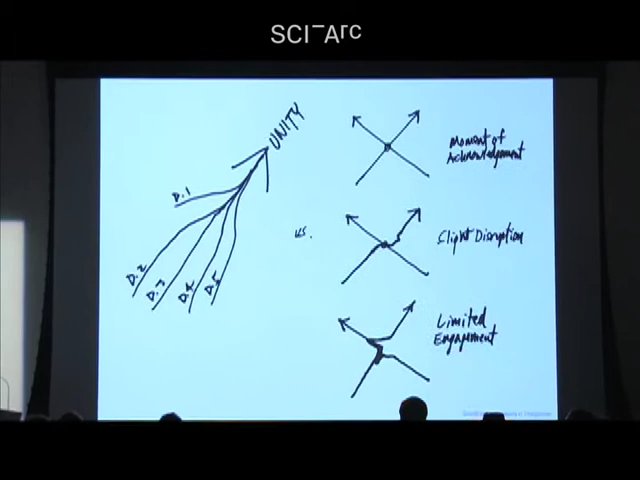 SCI-Arc
UNITY
D.1
D.2
D.3
D.4
D.5
vs.
Moment of
Acknowledgement
Slight Disruption
Limited
Engagement